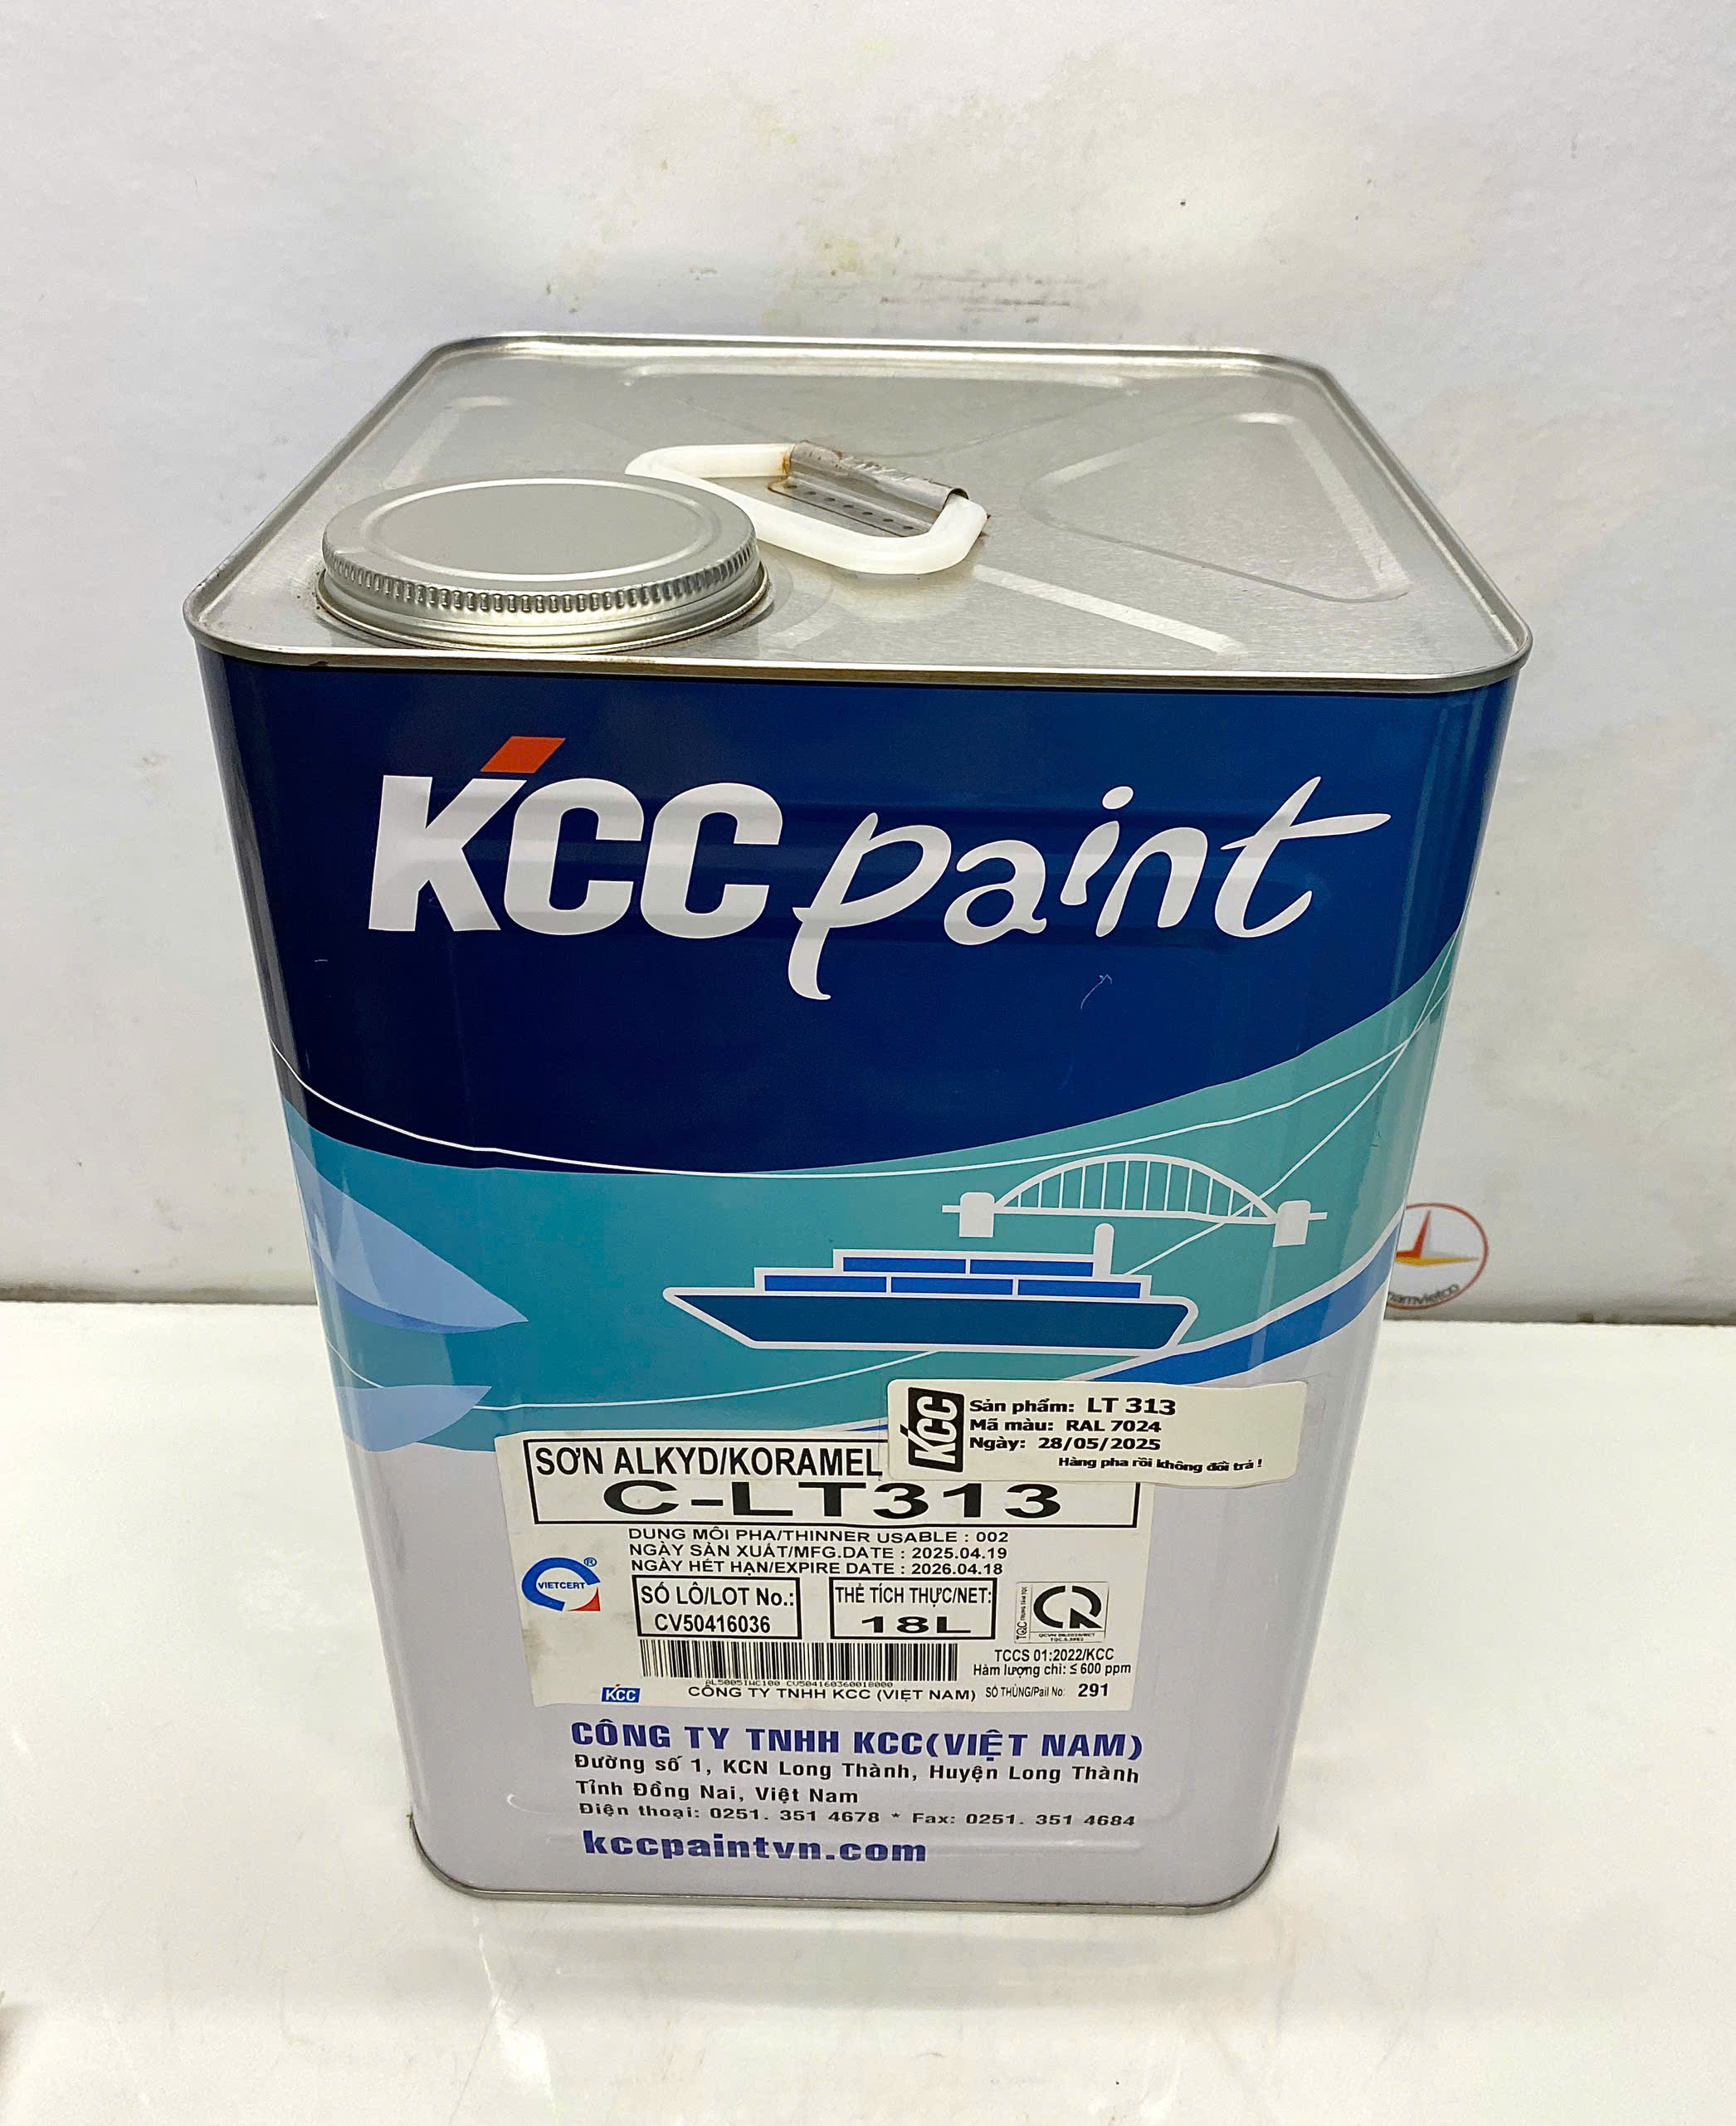 KCC paint
KCC
Sản phẩm: LT 313
Mã màu: RAL 7024
Ngày: 28/05/2025
Hàng pha rồi không đổi trả !
SƠN ALKYD/KORAMEL
C-LT313
DUNG MÔI PHA/THINNER USABLE : 002
NGÀY SẢN XUẤT/MFG.DATE : 2025.04.19
NGÀY HẾT HẠN/EXPIRE DATE : 2026.04.18
VIETCERT ®
SỐ LÔ/LOT No.:
CV50416036
THỂ TÍCH THỰC/NET:
18L
TCCS 01:2022/KCC
Hàm lượng chì: ≤ 600 ppm
KCC
CÔNG TY TNHH KCC (VIỆT NAM)
SỐ THÙNG/Pail No: 291
CÔNG TY TNHH KCC(VIỆT NAM)
Đường số 1, KCN Long Thành, Huyện Long Thành
Tỉnh Đồng Nai, Việt Nam
Điện thoại: 0251. 351 4678 * Fax: 0251. 351 4684
kccpaintvn.com